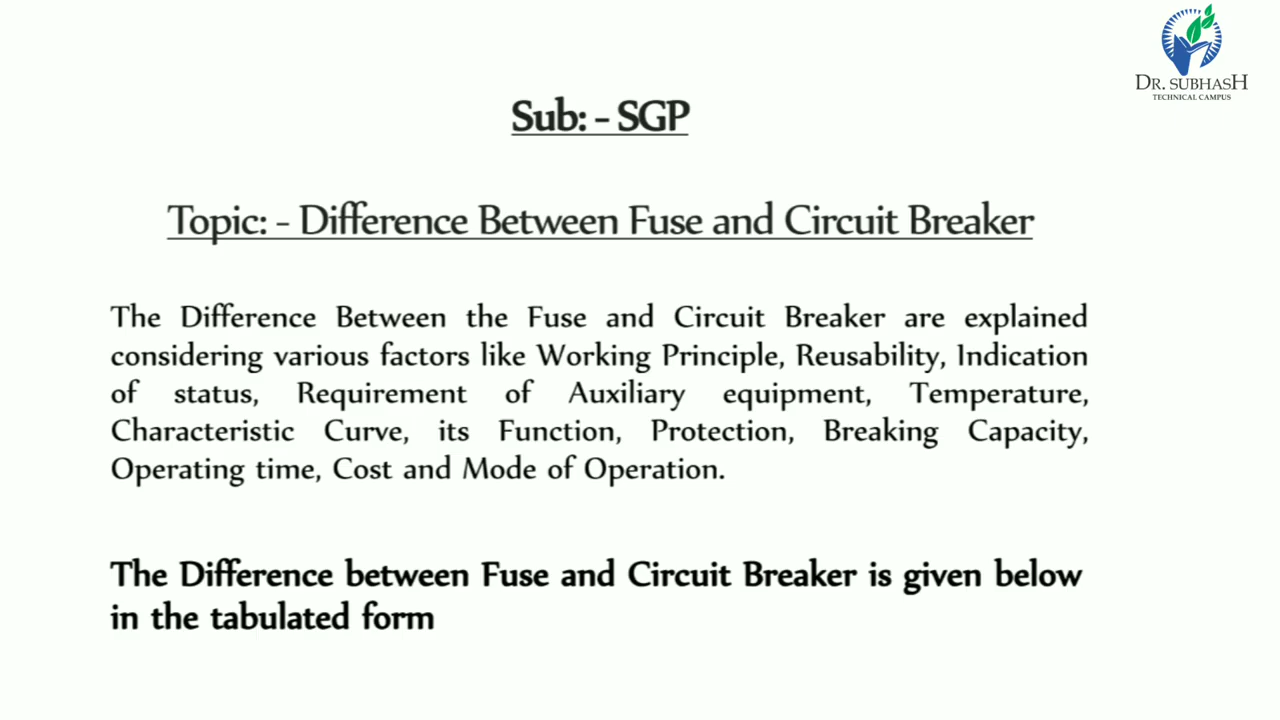 DR. SUBHASH
TECHNICAL CAMPUS
Sub: - SGP
Topic: - Difference Between Fuse and Circuit Breaker
The Difference Between the Fuse and Circuit Breaker are explained
considering various factors like Working Principle, Reusability, Indication
of status, Requirement of Auxiliary equipment, Temperature,
Characteristic Curve, its Function, Protection, Breaking Capacity,
Operating time, Cost and Mode of Operation.
The Difference between Fuse and Circuit Breaker is given below
in the tabulated form